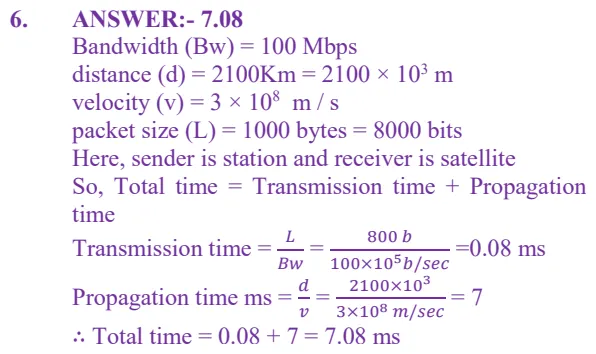 6. ANSWER:- 7.08
Bandwidth (Bw) = 100 Mbps
distance (d) = 2100Km = 2100 × 10³ m
velocity (v) = 3 × 10⁸ m / s
packet size (L) = 1000 bytes = 8000 bits
Here, sender is station and receiver is satellite
So, Total time = Transmission time + Propagation
time
Transmission time = L/Bw = 800 b/100×10⁵b/sec =0.08 ms
Propagation time ms = d/v = 2100×10³/3×10⁸ m/sec = 7
∴ Total time = 0.08 + 7 = 7.08 ms